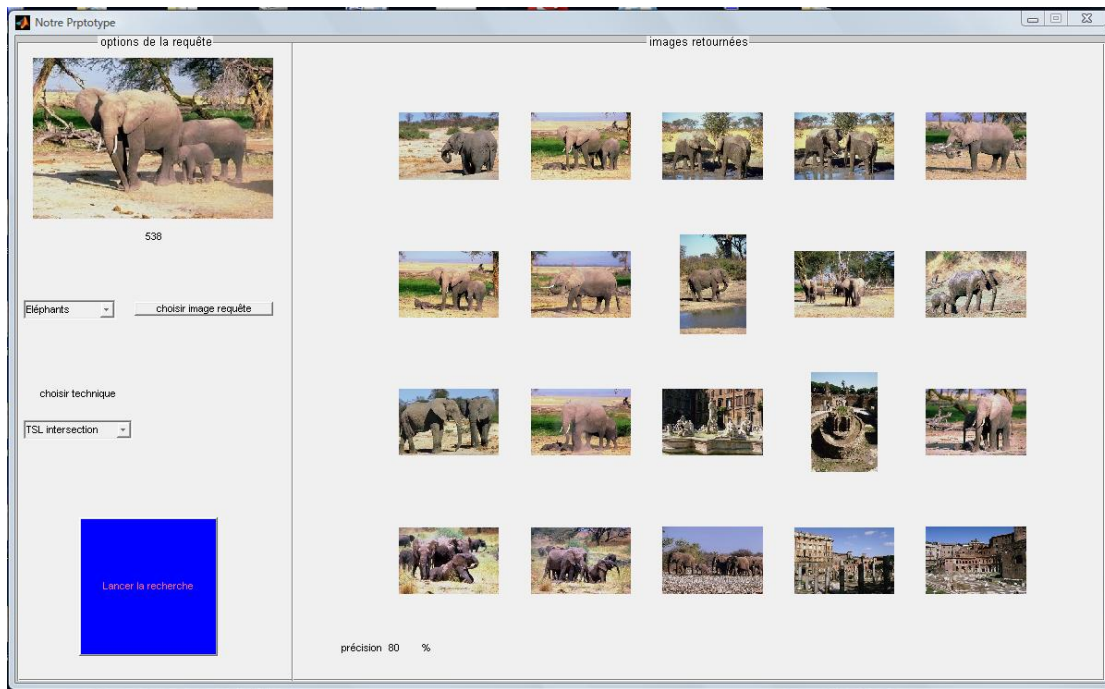 Notre Prptotype
options de la requête
images retournées
538
Eléphants
choisir image requête
choisir technique
TSL intersection
Lancer la recherche
précision 80 %